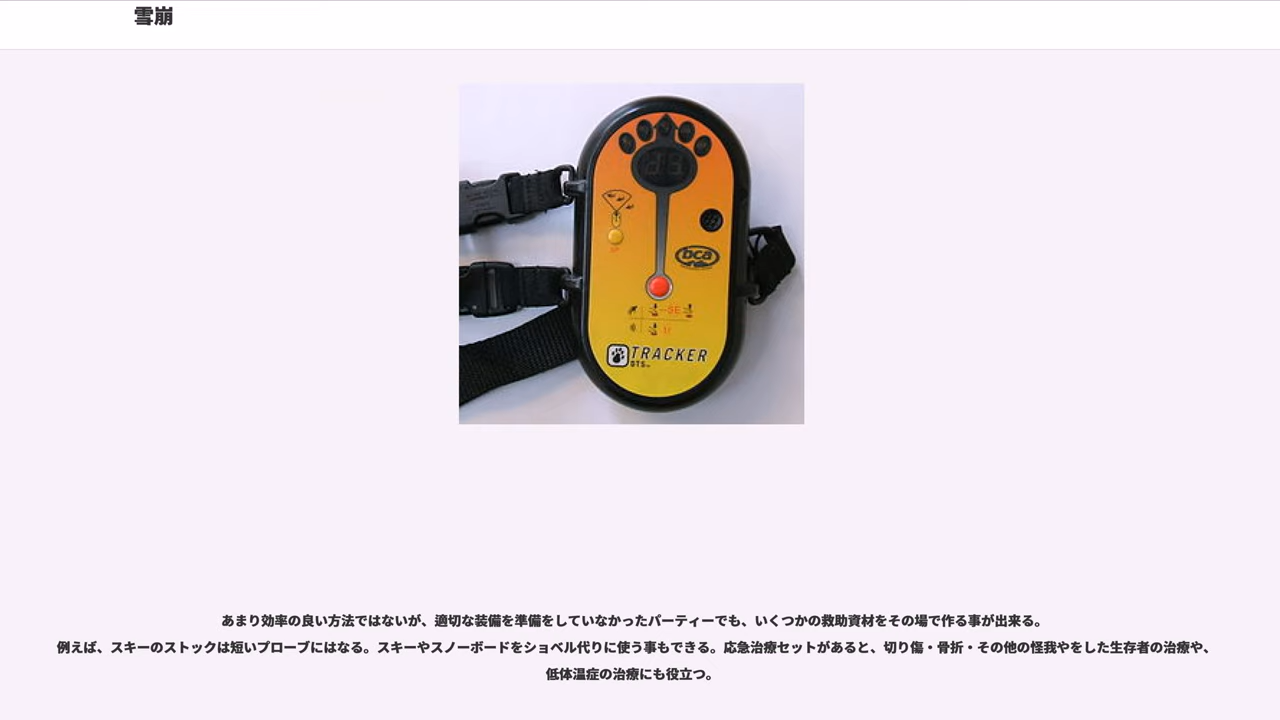 雪崩
bca
SE
TRACKER
DTS
あまり効率の良い方法ではないが、適切な装備を準備をしていなかったパーティーでも、いくつかの救助資材をその場で作る事が出来る。
例えば、スキーのストックは短いプローブにはなる。スキーやスノーボードをショベル代りに使う事もできる。応急治療セットがあると、切り傷・骨折・その他の怪我やをした生存者の治療や、
低体温症の治療にも役立つ。